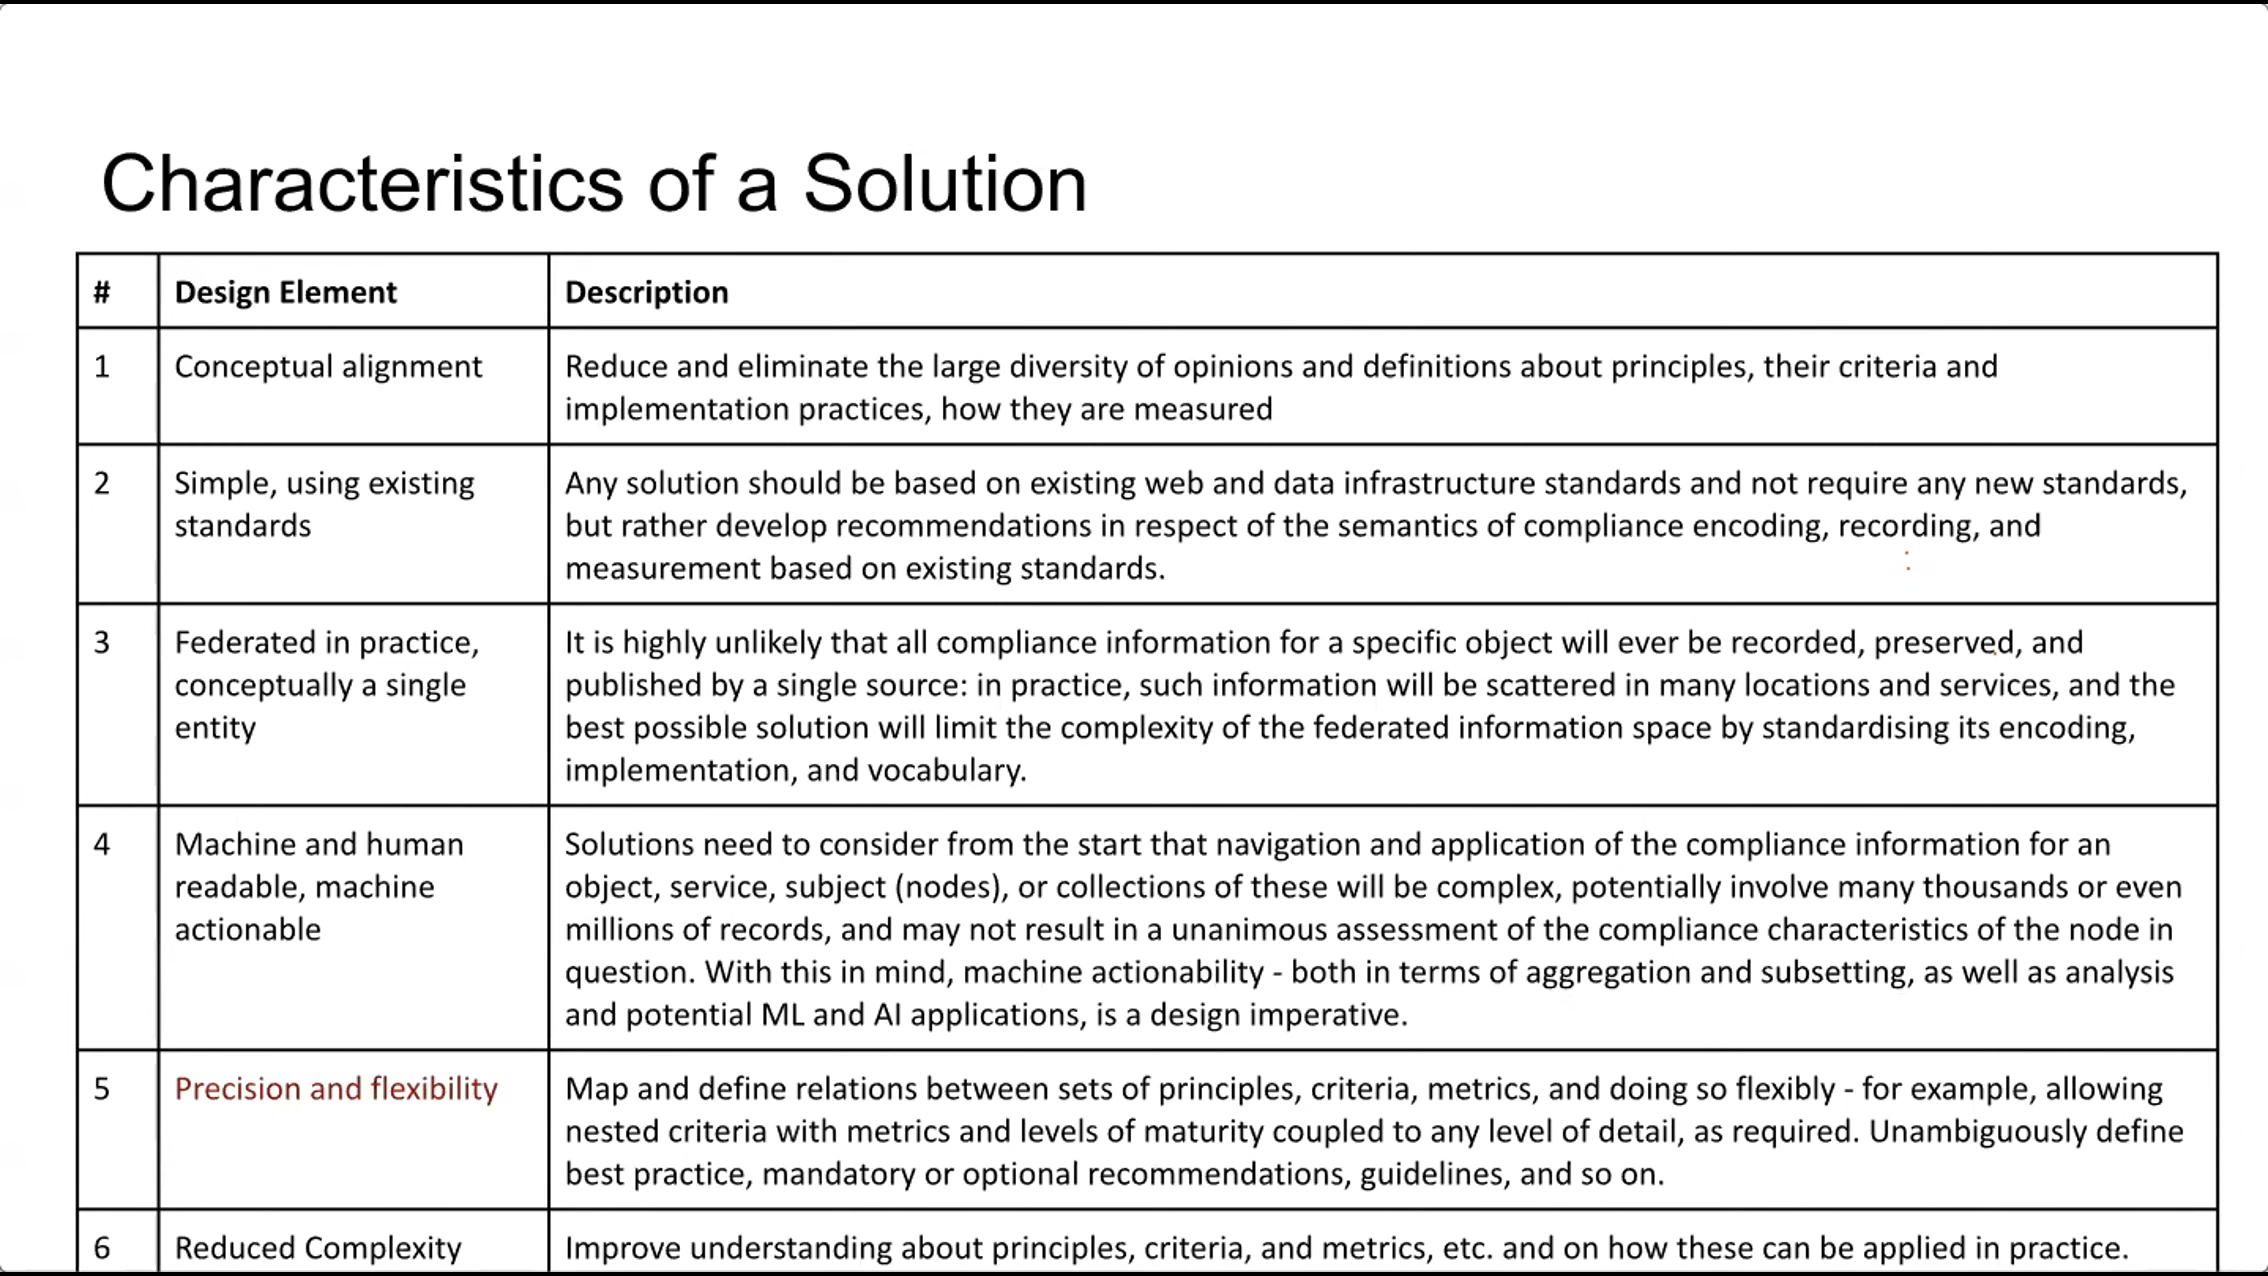 Characteristics of a Solution
# Design Element Description
1 Conceptual alignment Reduce and eliminate the large diversity of opinions and definitions about principles, their criteria and
implementation practices, how they are measured
2 Simple, using existing
standards
Any solution should be based on existing web and data infrastructure standards and not require any new standards,
but rather develop recommendations in respect of the semantics of compliance encoding, recording, and
measurement based on existing standards.
3 Federated in practice,
conceptually a single
entity
It is highly unlikely that all compliance information for a specific object will ever be recorded, preserved, and
published by a single source: in practice, such information will be scattered in many locations and services, and the
best possible solution will limit the complexity of the federated information space by standardising its encoding,
implementation, and vocabulary.
4 Machine and human
readable, machine
actionable
Solutions need to consider from the start that navigation and application of the compliance information for an
object, service, subject (nodes), or collections of these will be complex, potentially involve many thousands or even
millions of records, and may not result in a unanimous assessment of the compliance characteristics of the node in
question. With this in mind, machine actionability - both in terms of aggregation and subsetting, as well as analysis
and potential ML and AI applications, is a design imperative.
5 Precision and flexibility Map and define relations between sets of principles, criteria, metrics, and doing so flexibly - for example, allowing
nested criteria with metrics and levels of maturity coupled to any level of detail, as required. Unambiguously define
best practice, mandatory or optional recommendations, guidelines, and so on.
6 Reduced Complexity Improve understanding about principles, criteria, and metrics, etc. and on how these can be applied in practice.